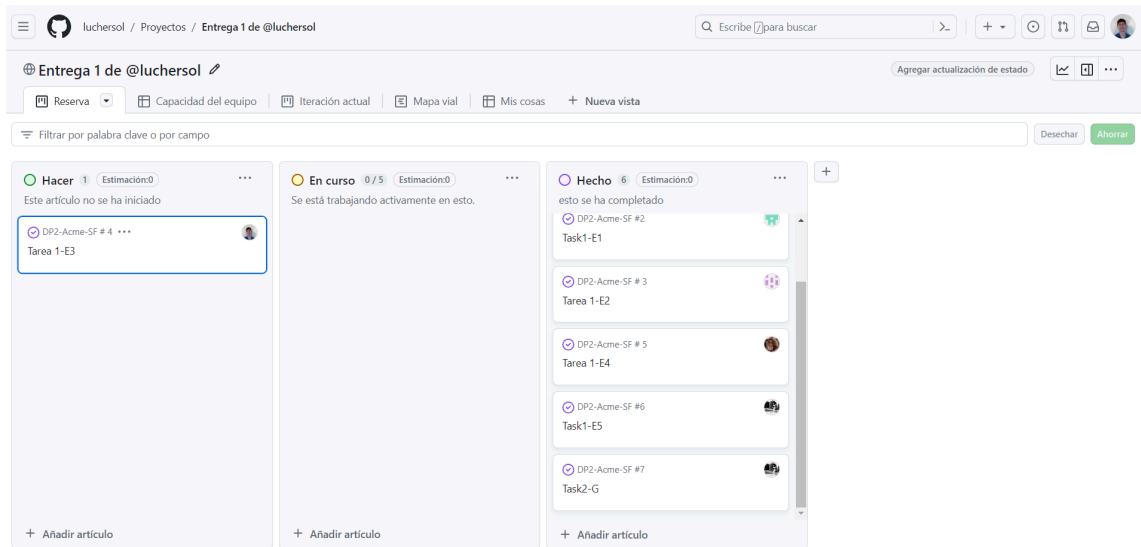 luchersol / Proyectos / Entrega 1 de @luchersol
Escribe / para buscar
Entrega 1 de @luchersol
Agregar actualización de estado
Reserva
Capacidad del equipo
Iteración actual
Mapa vial
Mis cosas
+ Nueva vista
Filtrar por palabra clave o por campo
Desechar
Ahorrar
Hacer 1 Estimación:0
Este artículo no se ha iniciado
DP2-Acme-SF # 4
Tarea 1-E3
+ Añadir artículo
En curso 0 / 5 Estimación:0
Se está trabajando activamente en esto.
+ Añadir artículo
Hecho 6 Estimación:0
esto se ha completado
DP2-Acme-SF #2
Task1-E1
DP2-Acme-SF # 3
Tarea 1-E2
DP2-Acme-SF # 5
Tarea 1-E4
DP2-Acme-SF #6
Task1-E5
DP2-Acme-SF #7
Task2-G
+ Añadir artículo